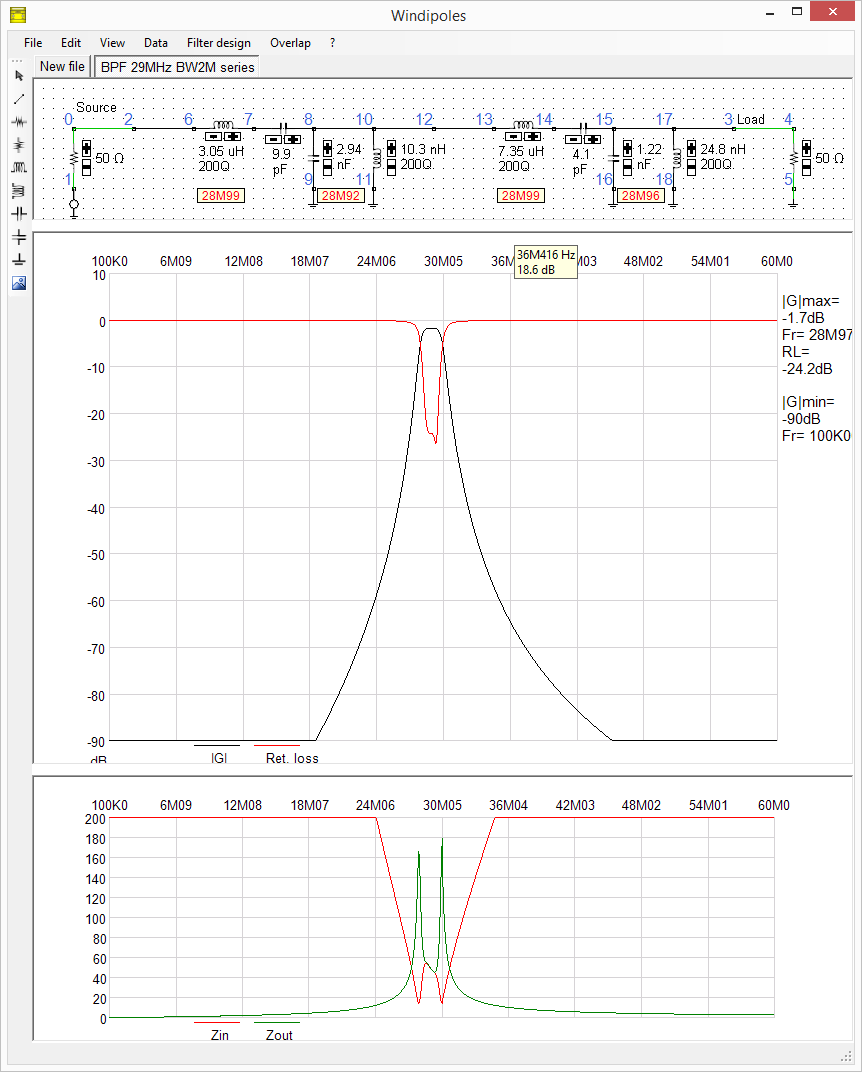 Windipoles
File Edit View Data Filter design Overlap ?
New file BPF 29MHz BW2M series
Source
0 2 6 7 8 10 12 13 14 15 17 3 Load 4
50 Ω 3.05 uH 9.9 2.94 10.3 nH 7.35 uH 4.1 1.22 24.8 nH 50 Ω
200Q pF nF 200Q 200Q pF nF 200Q
1 9 11 16 18 5
28M99 28M92 28M99 28M96
36M416 Hz
18.6 dB
100K0 6M09 12M08 18M07 24M06 30M05 36M M03 48M02 54M01 60M0
10
0
-10
-20
-30
-40
-50
-60
-70
-80
-90
dB
|G| Ret. loss
|G|max=
-1.7dB
Fr= 28M97
RL=
-24.2dB
|G|min=
-90dB
Fr= 100K0
100K0 6M09 12M08 18M07 24M06 30M05 36M04 42M03 48M02 54M01 60M0
200
180
160
140
120
100
80
60
40
20
0
Zin Zout